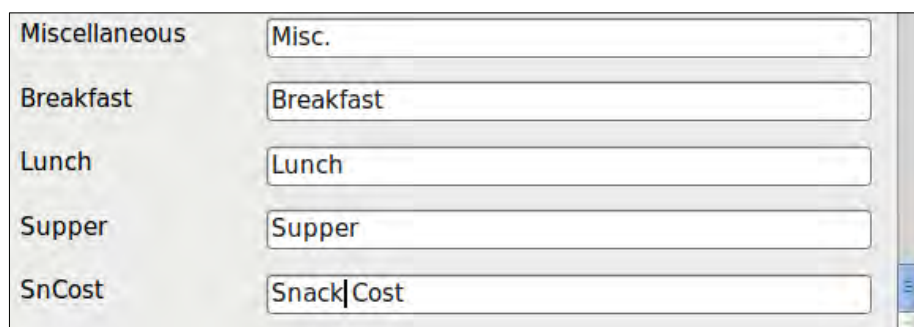 Miscellaneous Misc.
Breakfast Breakfast
Lunch Lunch
Supper Supper
SnCost Snack Cost